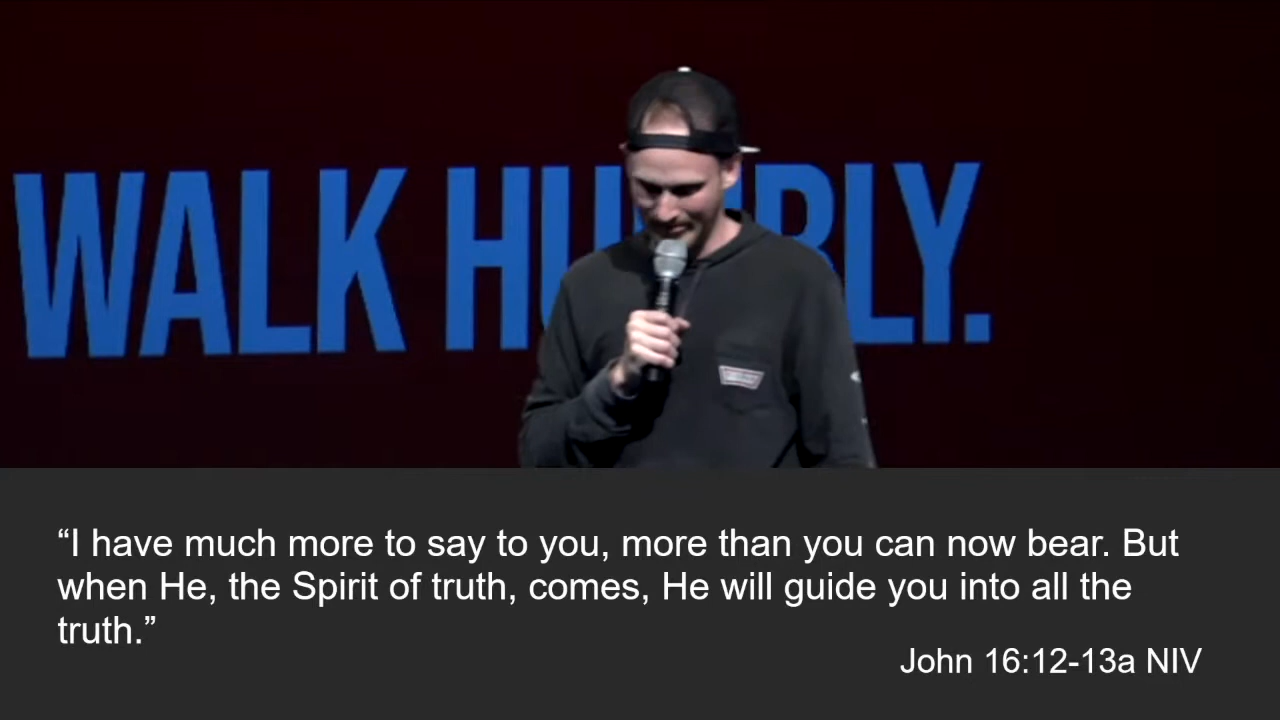 WALK HUMBLY.
“I have much more to say to you, more than you can now bear. But
when He, the Spirit of truth, comes, He will guide you into all the
truth.”
John 16:12-13a NIV